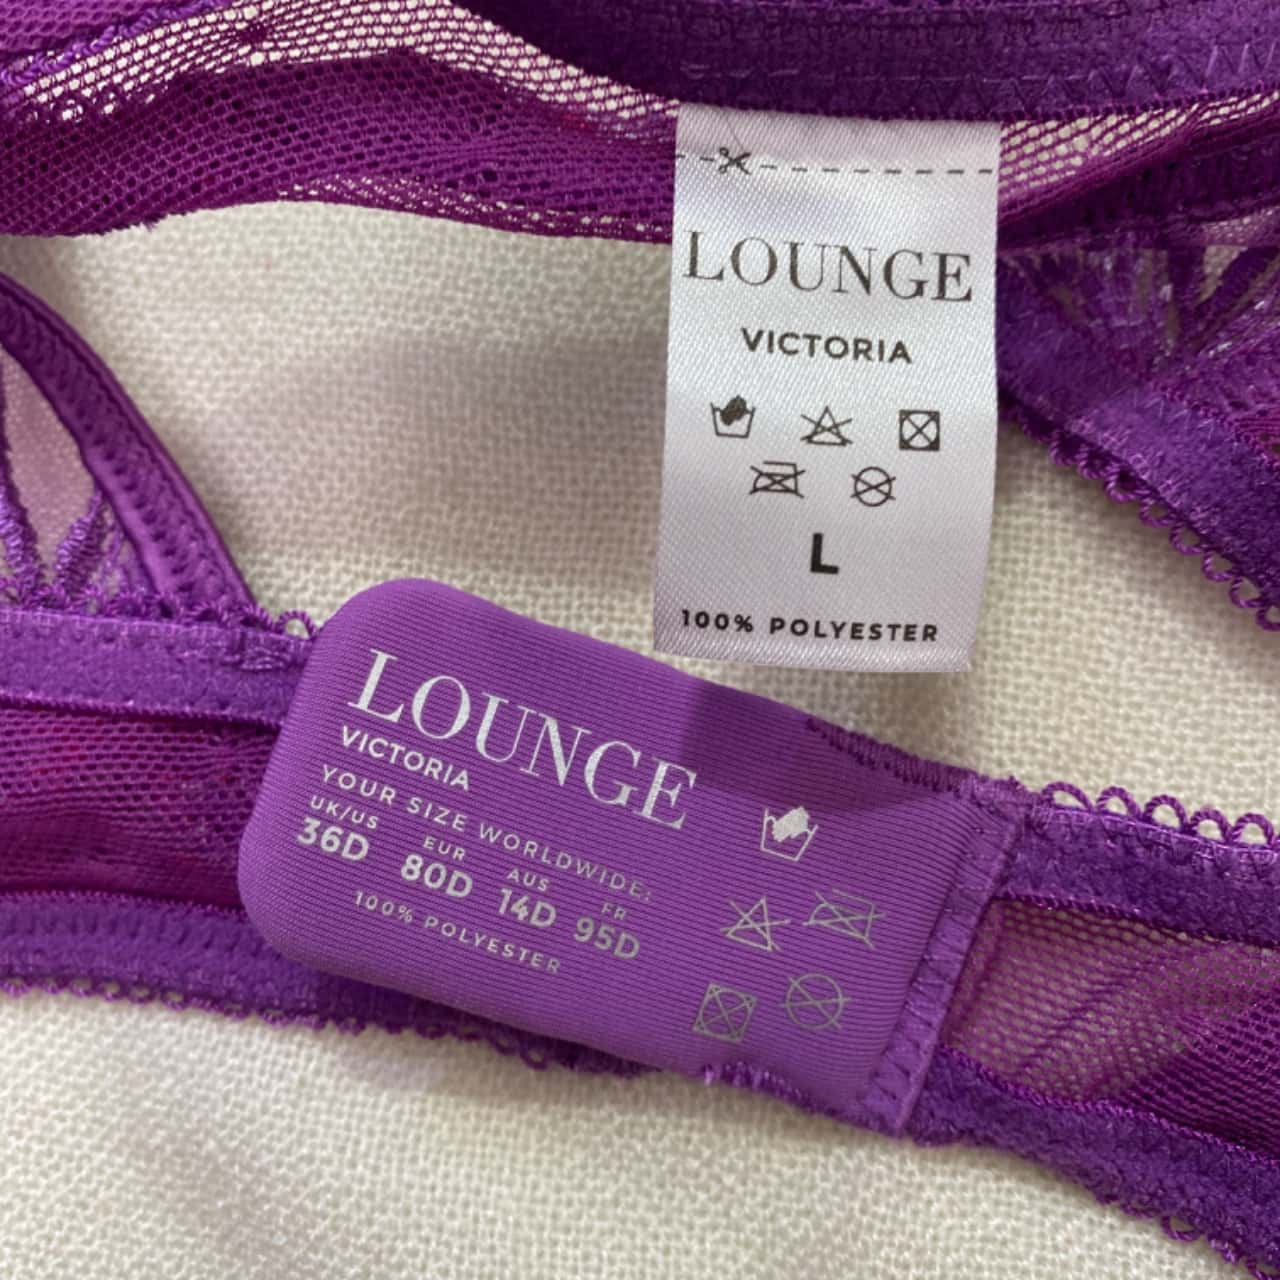 LOUNGE
VICTORIA
L
100% POLYESTER
LOUNGE
VICTORIA
YOUR SIZE WORLDWIDE:
UK/US EUR AUS FR
36D 80D 14D 95D
100% POLYESTER